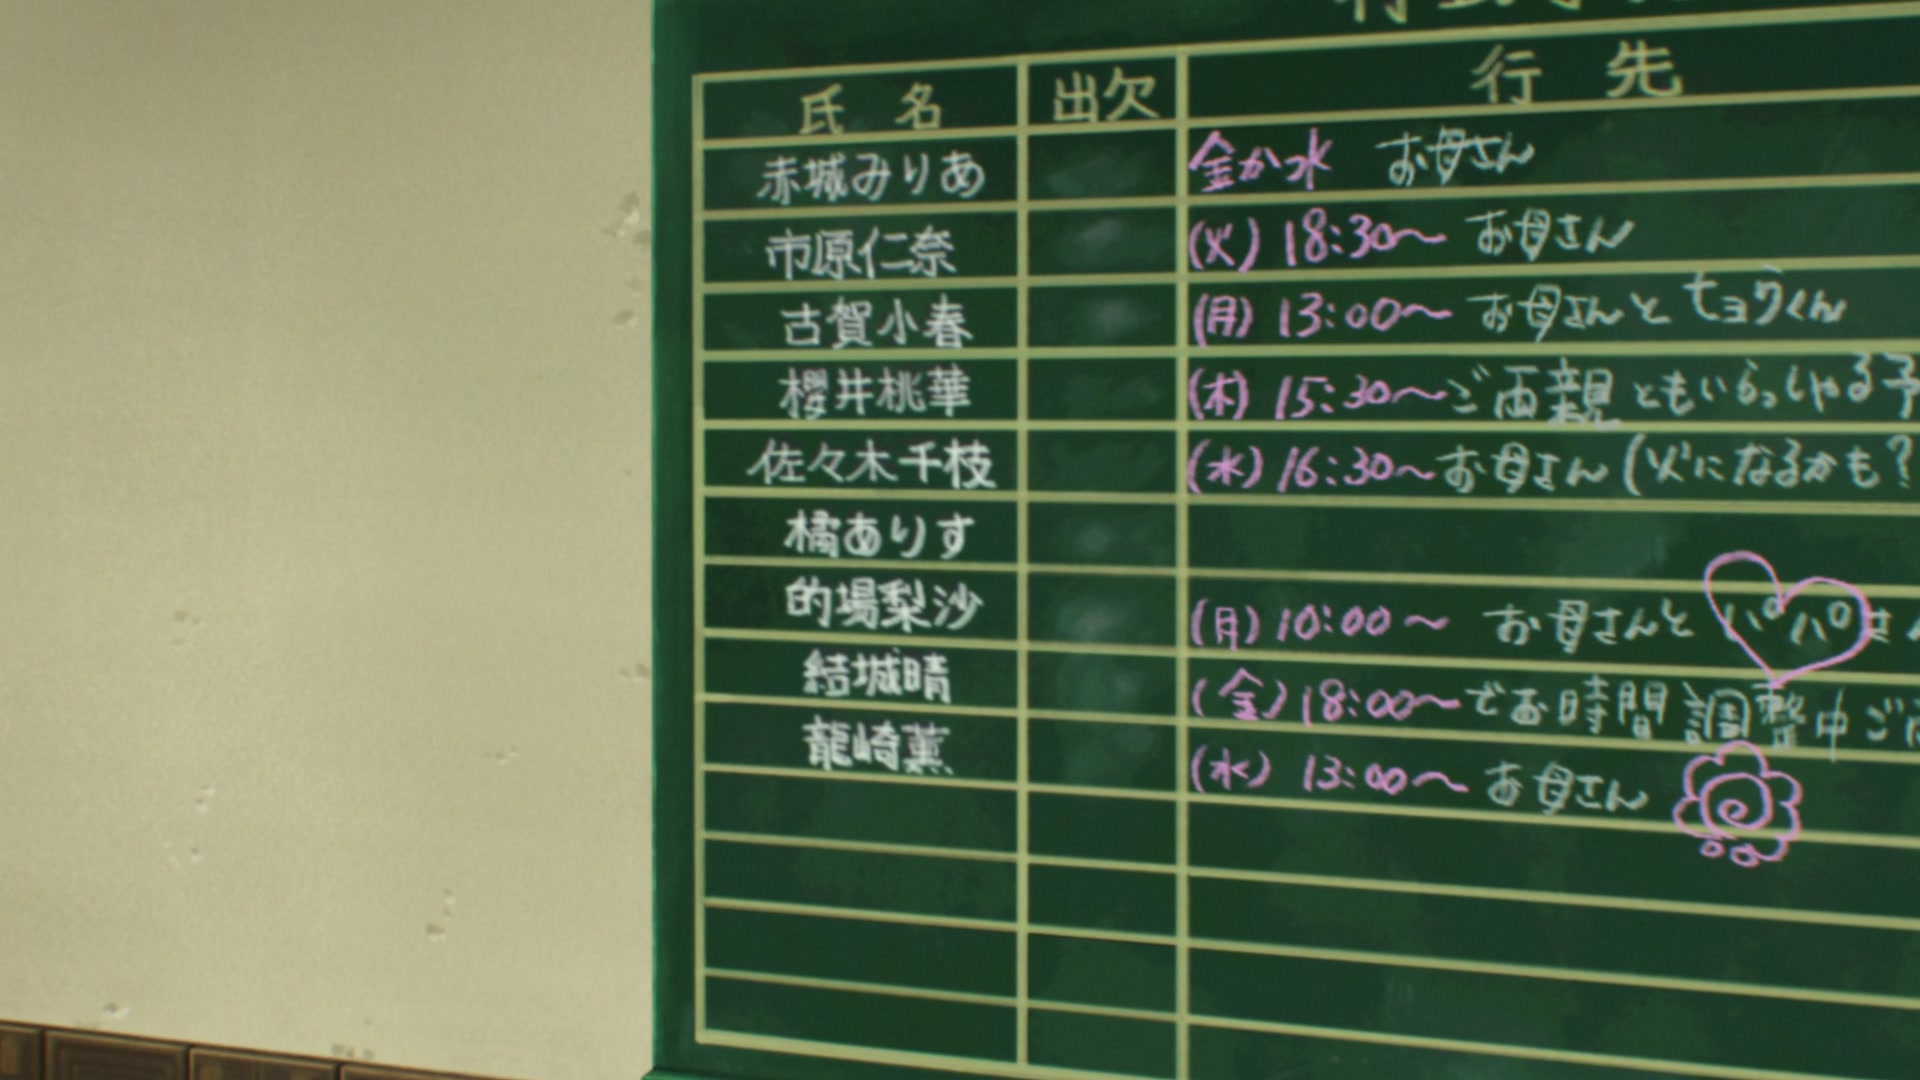 氏名 出欠 行先
赤城みりあ 金か水 お母さん
市原仁奈 (火) 18:30～ お母さん
古賀小春 (月) 13:00～ お母さんとヒョウくん
櫻井桃華 (木) 15:30～ご両親ともいらっしゃる予
佐々木千枝 (水) 16:30～お母さん (火になるかも?
橘ありす
的場梨沙 (月) 10:00～ お母さんと パパさん
結城晴 (金) 18:00～でお時間調整中ご
龍崎薫 (水) 13:00～ お母さん